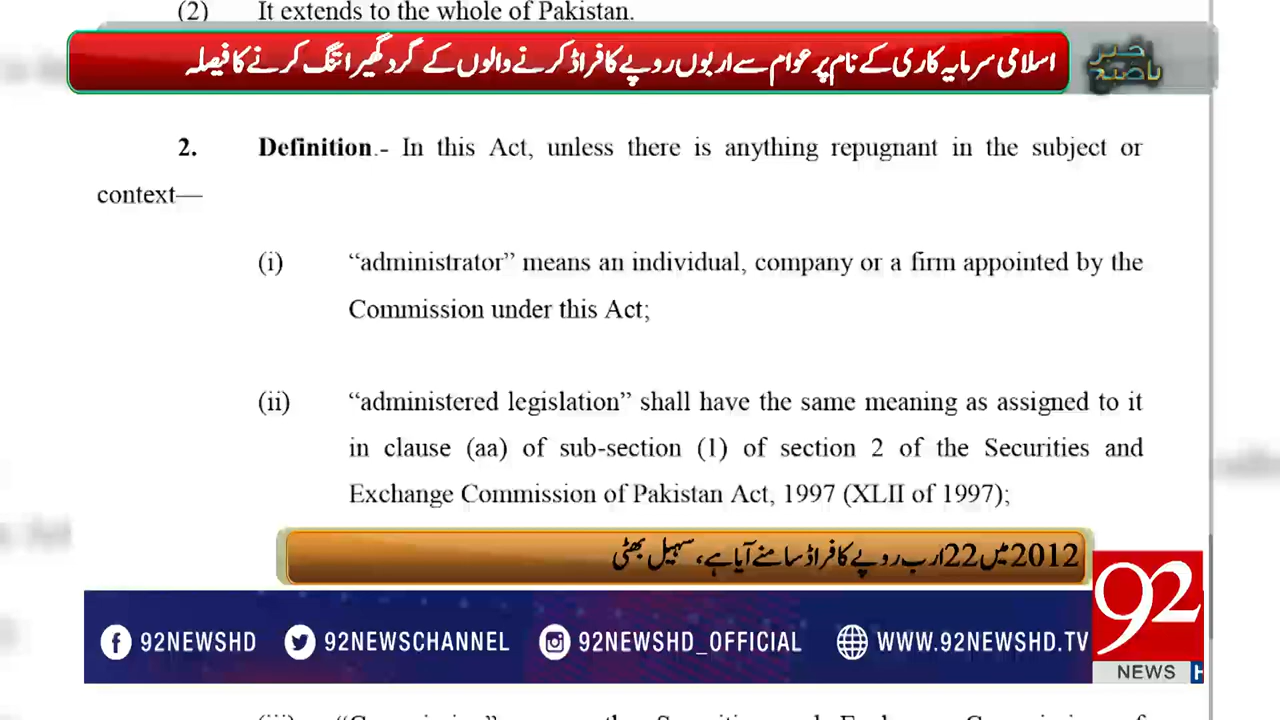 (2) It extends to the whole of Pakistan.
اسلامی سرمایہ کاری کے نام پر عوام سے اربوں روپے کا فراڈ کرنے والوں کے گرد گھیرا تنگ کرنے کا فیصلہ
2. Definition.- In this Act, unless there is anything repugnant in the subject or
context—
(i) “administrator” means an individual, company or a firm appointed by the
Commission under this Act;
(ii) “administered legislation” shall have the same meaning as assigned to it
in clause (aa) of sub-section (1) of section 2 of the Securities and
Exchange Commission of Pakistan Act, 1997 (XLII of 1997);
2012 میں 22 ارب روپے کا فراڈ سامنے آیا ہے، سہیل بھٹی
92NEWSHD 92NEWSCHANNEL 92NEWSHD_OFFICIAL WWW.92NEWSHD.TV
92
NEWS H